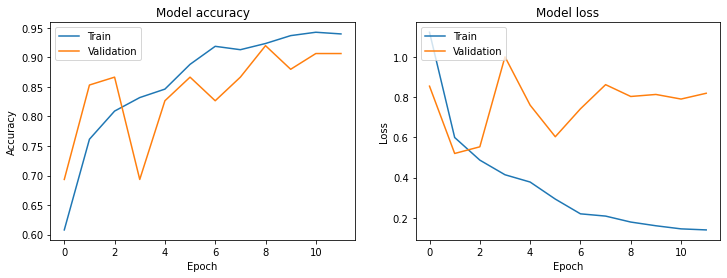 Model accuracy
Train
Validation
0.95
0.90
0.85
0.80
0.75
0.70
0.65
0.60
Accuracy
0
2
4
6
8
10
Epoch
Model loss
Train
Validation
1.0
0.8
0.6
0.4
0.2
Loss
0
2
4
6
8
10
Epoch